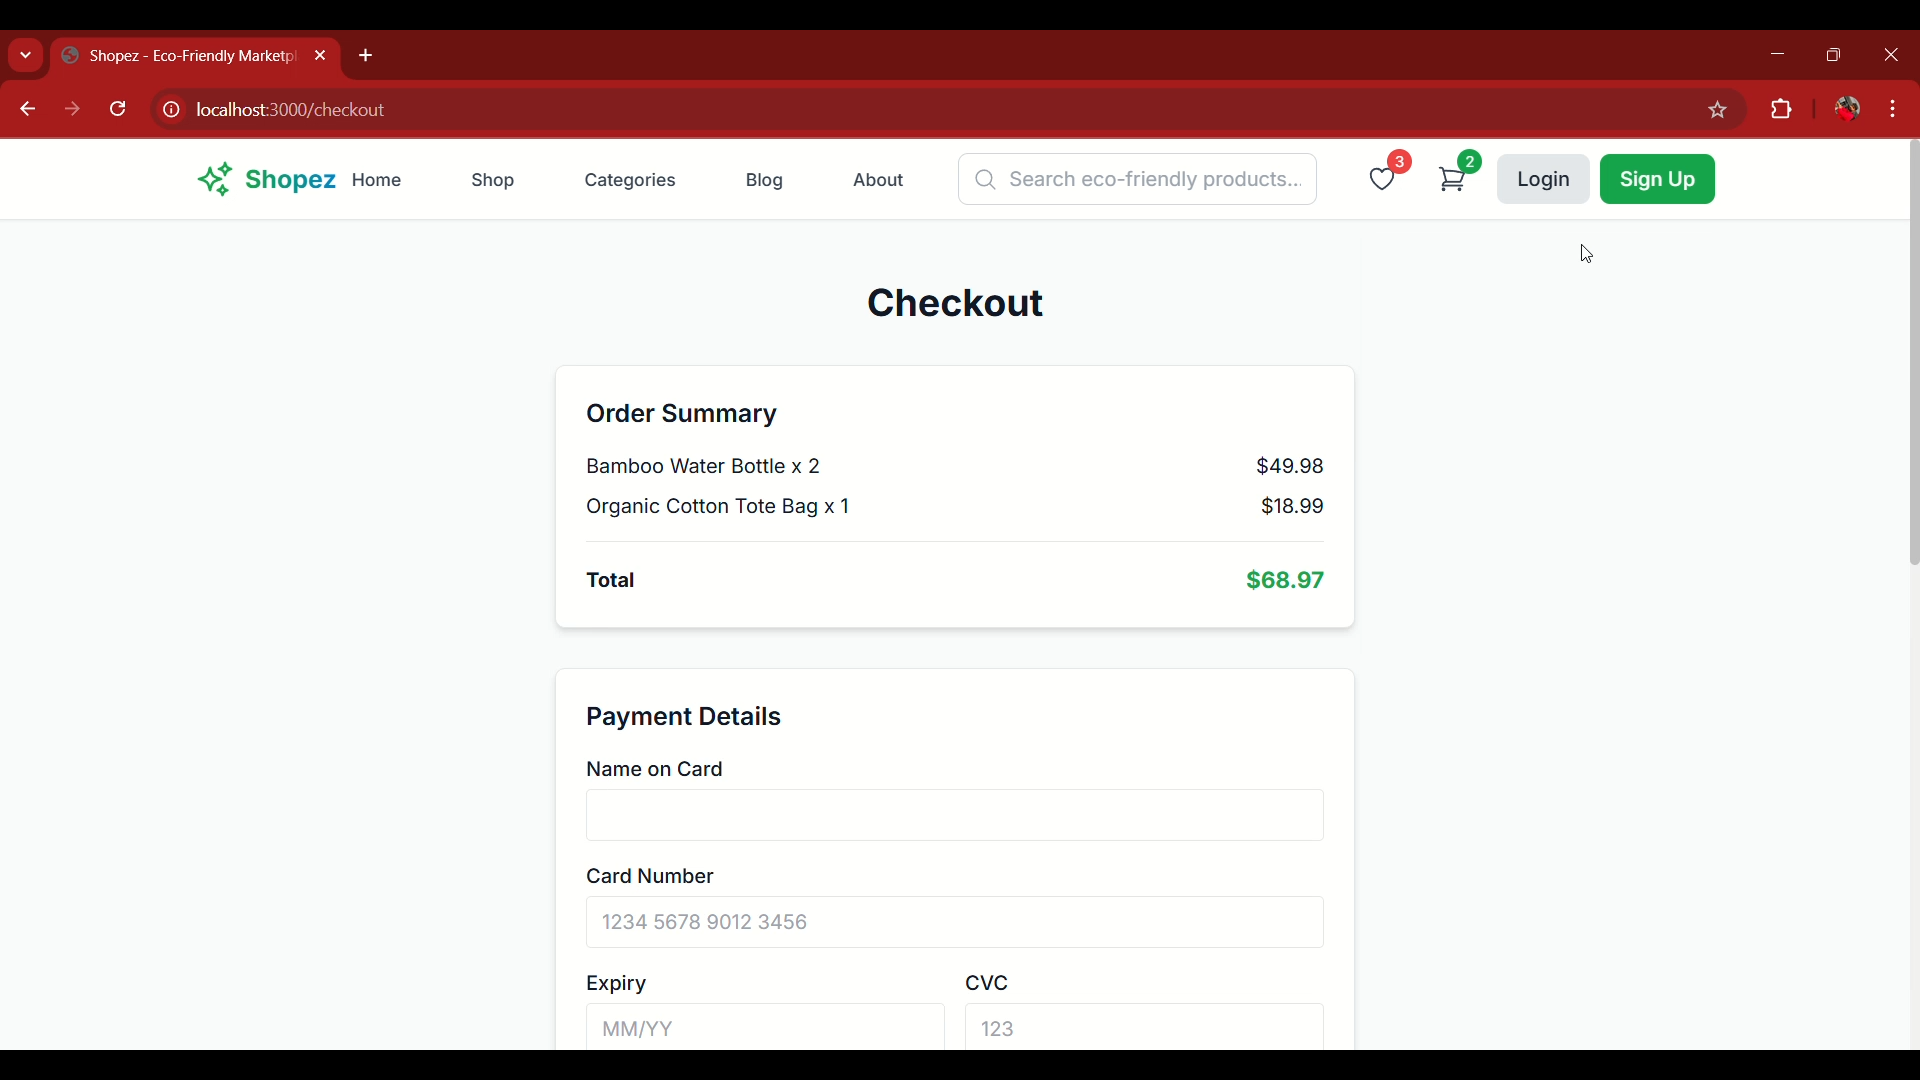 Shopez - Eco-Friendly Marketpl
localhost:3000/checkout
Shopez Home Shop Categories Blog About Search eco-friendly products... 3 2 Login Sign Up
Checkout
Order Summary
Bamboo Water Bottle x 2 $49.98
Organic Cotton Tote Bag x 1 $18.99
Total $68.97
Payment Details
Name on Card
Card Number
1234 5678 9012 3456
Expiry CVC
MM/YY 123